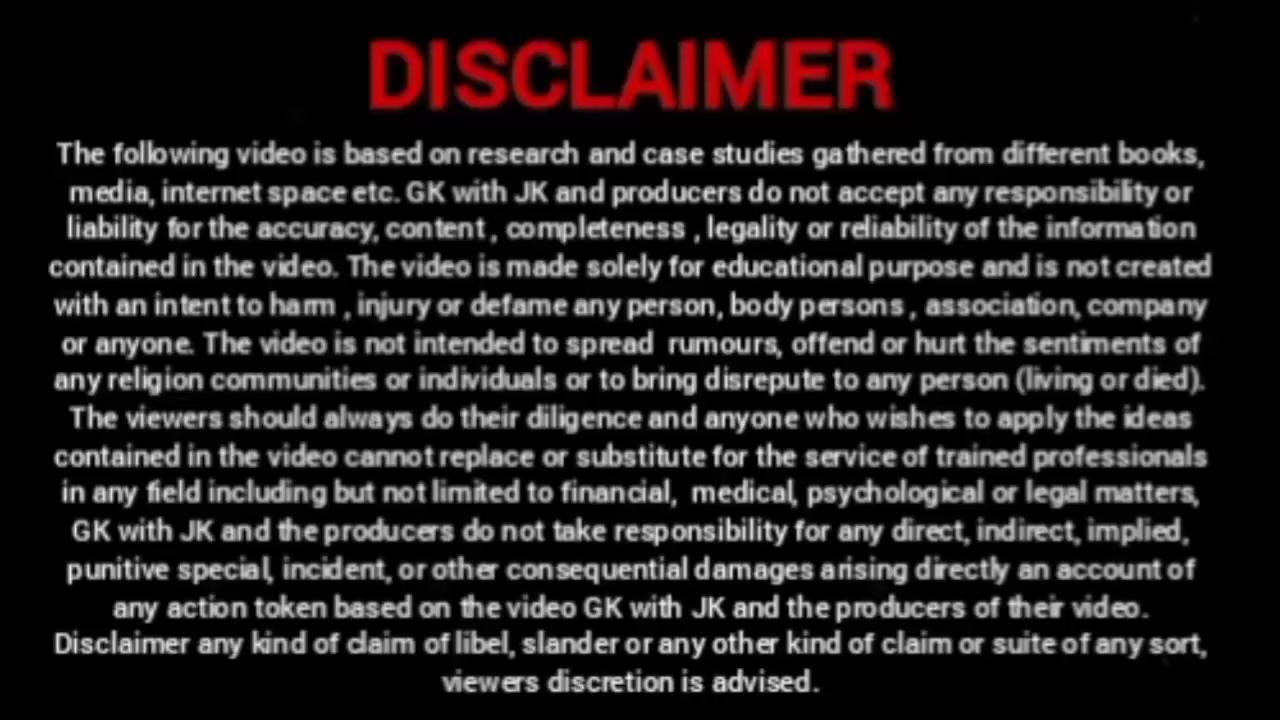 DISCLAIMER
The following video is based on research and case studies gathered from different books,
media, internet space etc. GK with JK and producers do not accept any responsibility or
liability for the accuracy, content , completeness , legality or reliability of the information
contained in the video. The video is made solely for educational purpose and is not created
with an intent to harm , injury or defame any person, body persons , association, company
or anyone. The video is not intended to spread  rumours, offend or hurt the sentiments of
any religion communities or individuals or to bring disrepute to any person (living or died).
The viewers should always do their diligence and anyone who wishes to apply the ideas
contained in the video cannot replace or substitute for the service of trained professionals
in any field including but not limited to financial,  medical, psychological or legal matters,
GK with JK and the producers do not take responsibility for any direct, indirect, implied,
punitive special, incident, or other consequential damages arising directly an account of
any action token based on the video GK with JK and the producers of their video.
Disclaimer any kind of claim of libel, slander or any other kind of claim or suite of any sort,
viewers discretion is advised.